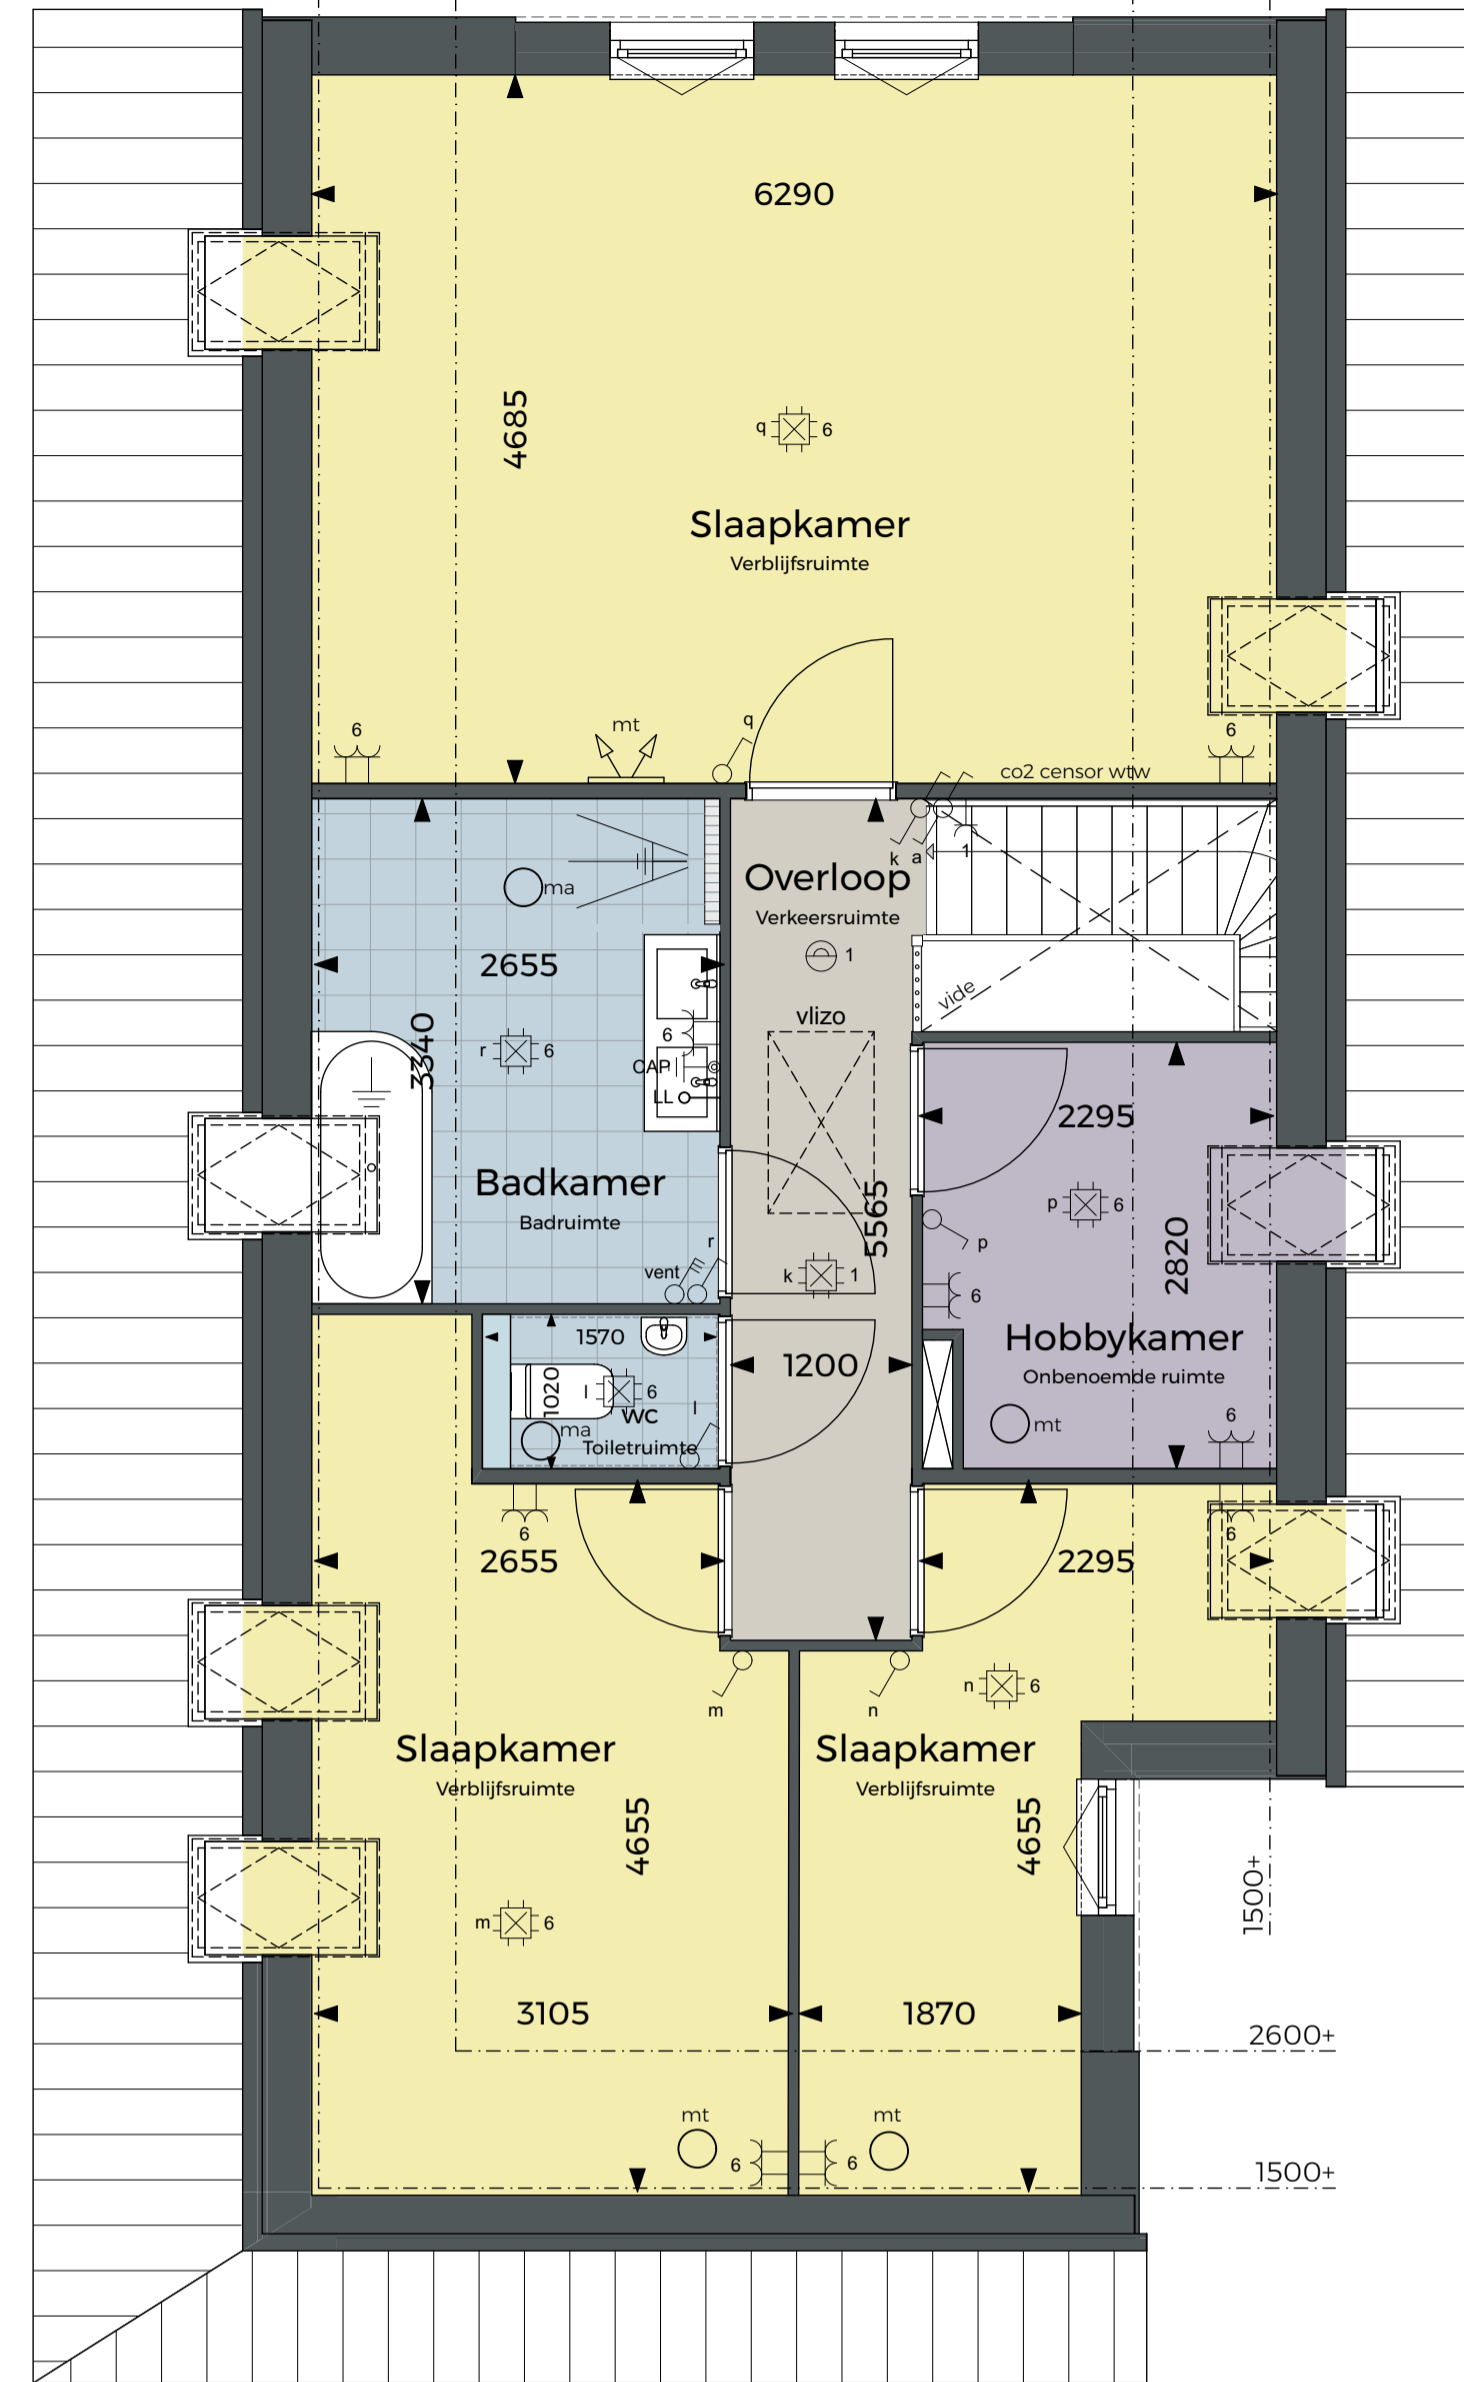 6290
4685
q 6
Slaapkamer
Verblijfsruimte
6
mt
q
co2 censor wtw
6
k a
1
Overloop
Verkeersruimte
1
ma
2655
vide
vlizo
6
r 6
3340
CAP
LL
2295
Badkamer
Badruimte
5565
p 6
p
2820
r
vent
k 1
6
1570
1200
Hobbykamer
Onbenoemde ruimte
1020
l 6
WC
l
ma
Toiletruimte
mt
6
6
6
2655
2295
n 6
m
n
Slaapkamer
Verblijfsruimte
Slaapkamer
Verblijfsruimte
4655
4655
1500+
m 6
3105
1870
2600+
mt
mt
6
6
1500+